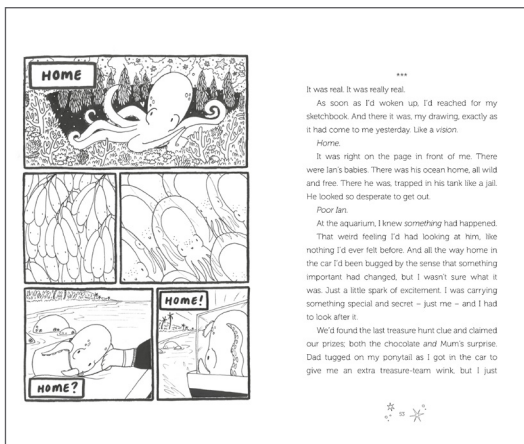 HOME
HOME?
HOME!
***
It was real. It was really real.
As soon as I'd woken up, I'd reached for my
sketchbook. And there it was, my drawing, exactly as
it had come to me yesterday. Like a vision.
Home.
It was right on the page in front of me. There
were Ian's babies. There was his ocean home, all wild
and free. There he was, trapped in his tank like a jail.
He looked so desperate to get out.
Poor Ian.
At the aquarium, I knew something had happened.
That weird feeling I'd had looking at him, like
nothing I'd ever felt before. And all the way home in
the car I'd been bugged by the sense that something
important had changed, but I wasn't sure what it
was. Just a little spark of excitement. I was carrying
something special and secret – just me – and I had
to look after it.
We'd found the last treasure hunt clue and claimed
our prizes; both the chocolate and Mum's surprise.
Dad tugged on my ponytail as I got in the car to
give me an extra treasure-team wink, but I just